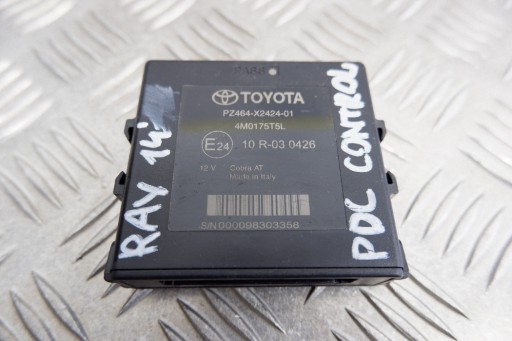 TOYOTA
PZ464-X2424-01
4M0175T5L
E24 10 R-03 0426
12 V Cobra AT
Made in Italy
S/N 000098303358
RAV 14'
PDC CONTROL